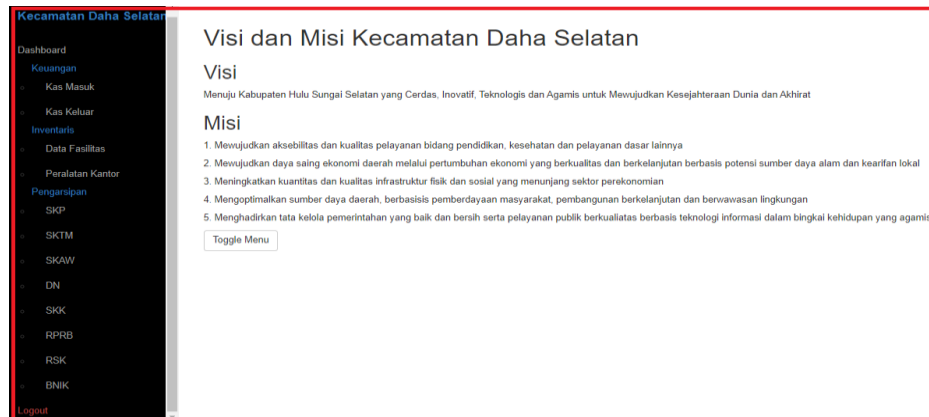 Kecamatan Daha Selatan
Dashboard
Keuangan
Kas Masuk
Kas Keluar
Inventaris
Data Fasilitas
Peralatan Kantor
Pengarsipan
SKP
SKTM
SKAW
DN
SKK
RPRB
RSK
BNIK
Logout
Visi dan Misi Kecamatan Daha Selatan
Visi
Menuju Kabupaten Hulu Sungai Selatan yang Cerdas, Inovatif, Teknologis dan Agamis untuk Mewujudkan Kesejahteraan Dunia dan Akhirat
Misi
1. Mewujudkan aksebilitas dan kualitas pelayanan bidang pendidikan, kesehatan dan pelayanan dasar lainnya
2. Mewujudkan daya saing ekonomi daerah melalui pertumbuhan ekonomi yang berkualitas dan berkelanjutan berbasis potensi sumber daya alam dan kearifan lokal
3. Meningkatkan kuantitas dan kualitas infrastruktur fisik dan sosial yang menunjang sektor perekonomian
4. Mengoptimalkan sumber daya daerah, berbasisis pemberdayaan masyarakat, pembangunan berkelanjutan dan berwawasan lingkungan
5. Menghadirkan tata kelola pemerintahan yang baik dan bersih serta pelayanan publik berkualiatas berbasis teknologi informasi dalam bingkai kehidupan yang agamis
Toggle Menu